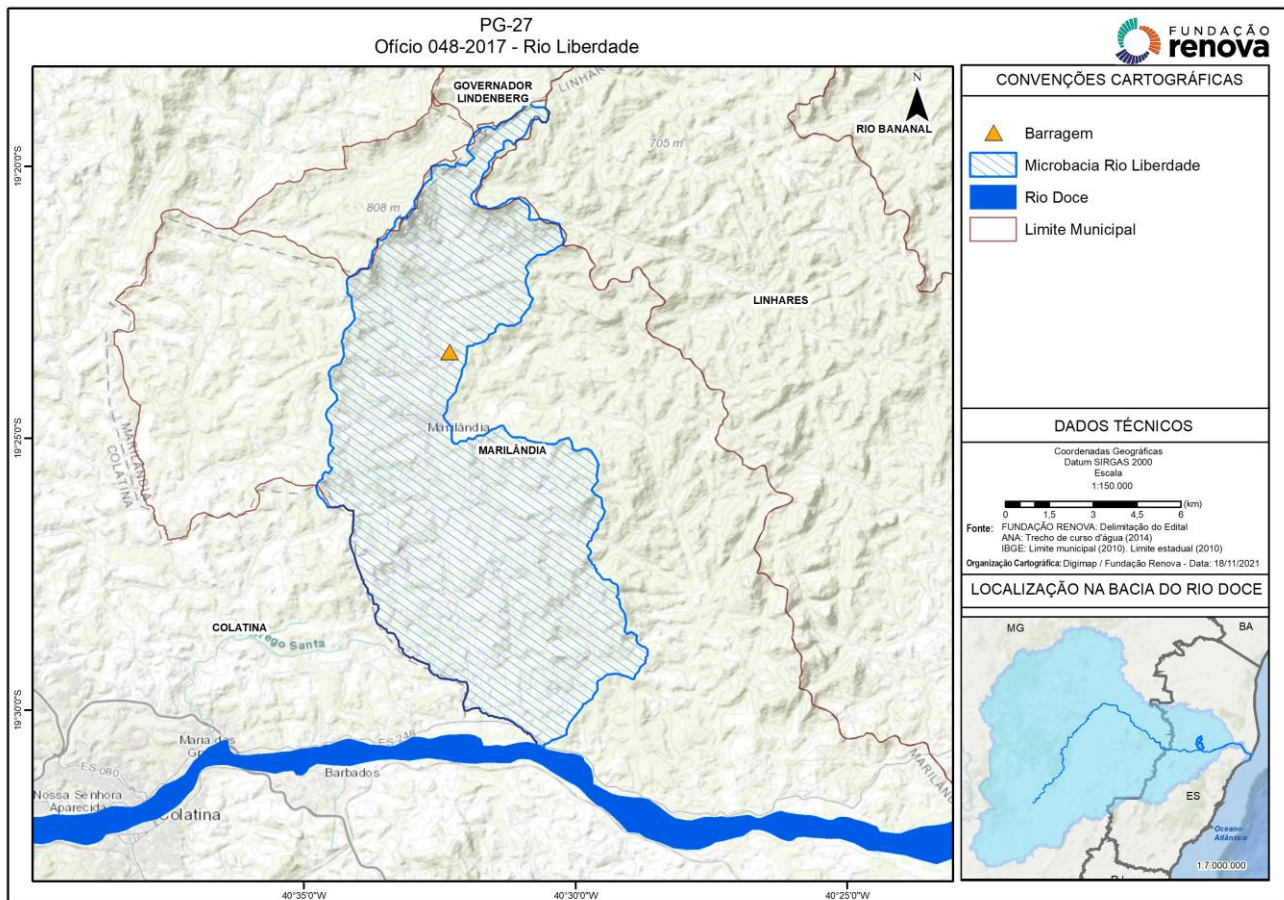 PG-27
Ofício 048-2017 - Rio Liberdade
FUNDAÇÃO
renova
GOVERNADOR
LINDENBERG
LINHARES
N
RIO BANANAL
705 m
808 m
LINHARES
MARILÂNDIA
COLATINA
Marilândia
MARILÂNDIA
COLATINA
Santa
ES-248
Maria das
Barbados
ES-080
Nossa Senhora
Aparecida
Colatina
19°20'0"S
19°25'0"S
19°30'0"S
40°35'0"W
40°30'0"W
40°25'0"W
CONVENÇÕES CARTOGRÁFICAS
Barragem
Microbacia Rio Liberdade
Rio Doce
Limite Municipal
DADOS TÉCNICOS
Coordenadas Geográficas
Datum SIRGAS 2000
Escala
1:150.000
0 1,5 3 4,5 6 (km)
Fonte: FUNDAÇÃO RENOVA: Delimitação do Edital
ANA: Trecho de curso d'água (2014)
IBGE: Limite municipal (2010). Limite estadual (2010)
Organização Cartográfica: Digimap / Fundação Renova - Data: 18/11/2021
LOCALIZAÇÃO NA BACIA DO RIO DOCE
MG
BA
ES
Oceano
Atlântico
1:7.000.000